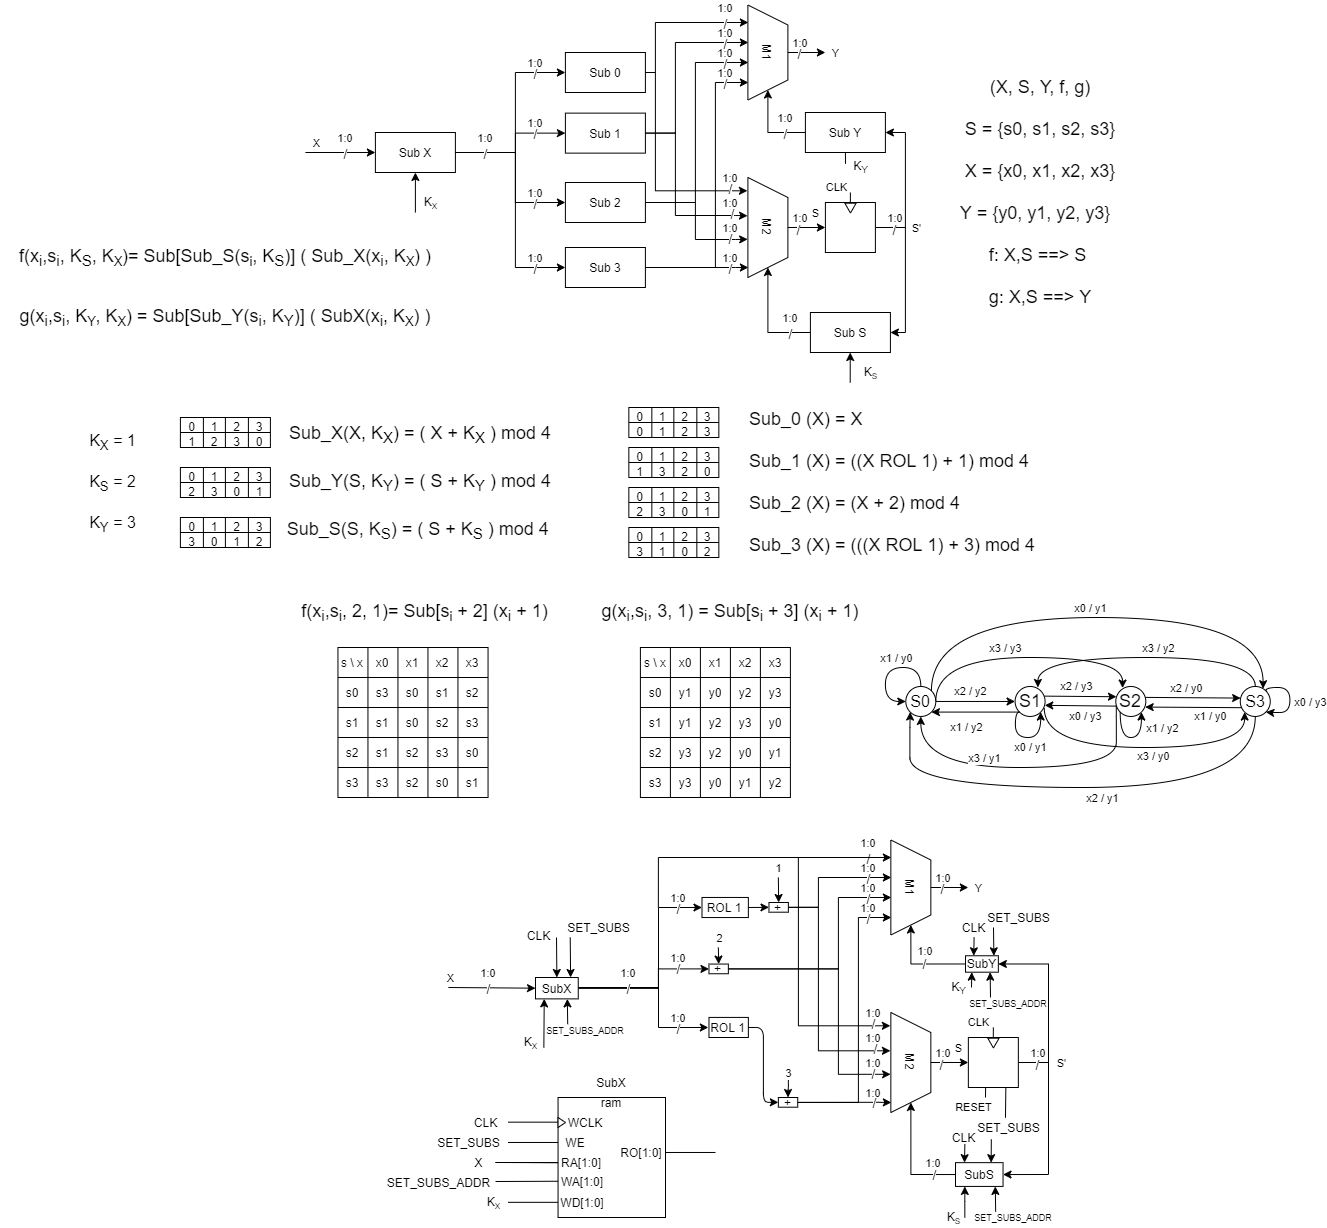 X
1:0
Sub X
K_X
1:0
1:0
Sub 0
1:0
Sub 1
1:0
Sub 2
1:0
Sub 3
1:0
1:0
1:0
1:0
M1
1:0
Y
1:0
Sub Y
K_Y
1:0
1:0
1:0
1:0
M2
1:0
S
CLK
1:0
S'
1:0
Sub S
K_S
(X, S, Y, f, g)
S = {s0, s1, s2, s3}
X = {x0, x1, x2, x3}
Y = {y0, y1, y2, y3}
f: X,S ==> S
g: X,S ==> Y
f(x_i,s_i, K_S, K_X)= Sub[Sub_S(s_i, K_S)] ( Sub_X(x_i, K_X) )
g(x_i,s_i, K_Y, K_X) = Sub[Sub_Y(s_i, K_Y)] ( SubX(x_i, K_X) )
K_X = 1
K_S = 2
K_Y = 3
0 1 2 3
1 2 3 0
Sub_X(X, K_X) = ( X + K_X ) mod 4
0 1 2 3
2 3 0 1
Sub_Y(S, K_Y) = ( S + K_Y ) mod 4
0 1 2 3
3 0 1 2
Sub_S(S, K_S) = ( S + K_S ) mod 4
0 1 2 3
0 1 2 3
Sub_0 (X) = X
0 1 2 3
1 3 2 0
Sub_1 (X) = ((X ROL 1) + 1) mod 4
0 1 2 3
2 3 0 1
Sub_2 (X) = (X + 2) mod 4
0 1 2 3
3 1 0 2
Sub_3 (X) = (((X ROL 1) + 3) mod 4
f(x_i,s_i, 2, 1)= Sub[s_i + 2] (x_i + 1)
s \ x x0 x1 x2 x3
s0 s3 s0 s1 s2
s1 s1 s0 s2 s3
s2 s1 s2 s3 s0
s3 s3 s2 s0 s1
g(x_i,s_i, 3, 1) = Sub[s_i + 3] (x_i + 1)
s \ x x0 x1 x2 x3
s0 y1 y0 y2 y3
s1 y1 y2 y3 y0
s2 y3 y2 y0 y1
s3 y3 y0 y1 y2
x0 / y1
x3 / y3
x3 / y2
x1 / y0
x2 / y2
x2 / y3
x2 / y0
S0
S1
S2
S3
x0 / y3
x1 / y2
x0 / y3
x1 / y2
x1 / y0
x0 / y1
x3 / y1
x3 / y0
x2 / y1
X
1:0
CLK
SET_SUBS
SubX
K_X
SET_SUBS_ADDR
1:0
1:0
ROL 1
1
+
1:0
2
+
1:0
ROL 1
3
+
1:0
1:0
1:0
1:0
M1
1:0
Y
1:0
CLK
SET_SUBS
SubY
K_Y
SET_SUBS_ADDR
1:0
1:0
1:0
1:0
M2
1:0
S
CLK
1:0
S'
RESET
SET_SUBS
CLK
1:0
SubS
K_S
SET_SUBS_ADDR
SubX
ram
CLK
WCLK
SET_SUBS
WE
X
RA[1:0]
RO[1:0]
SET_SUBS_ADDR
WA[1:0]
K_X
WD[1:0]